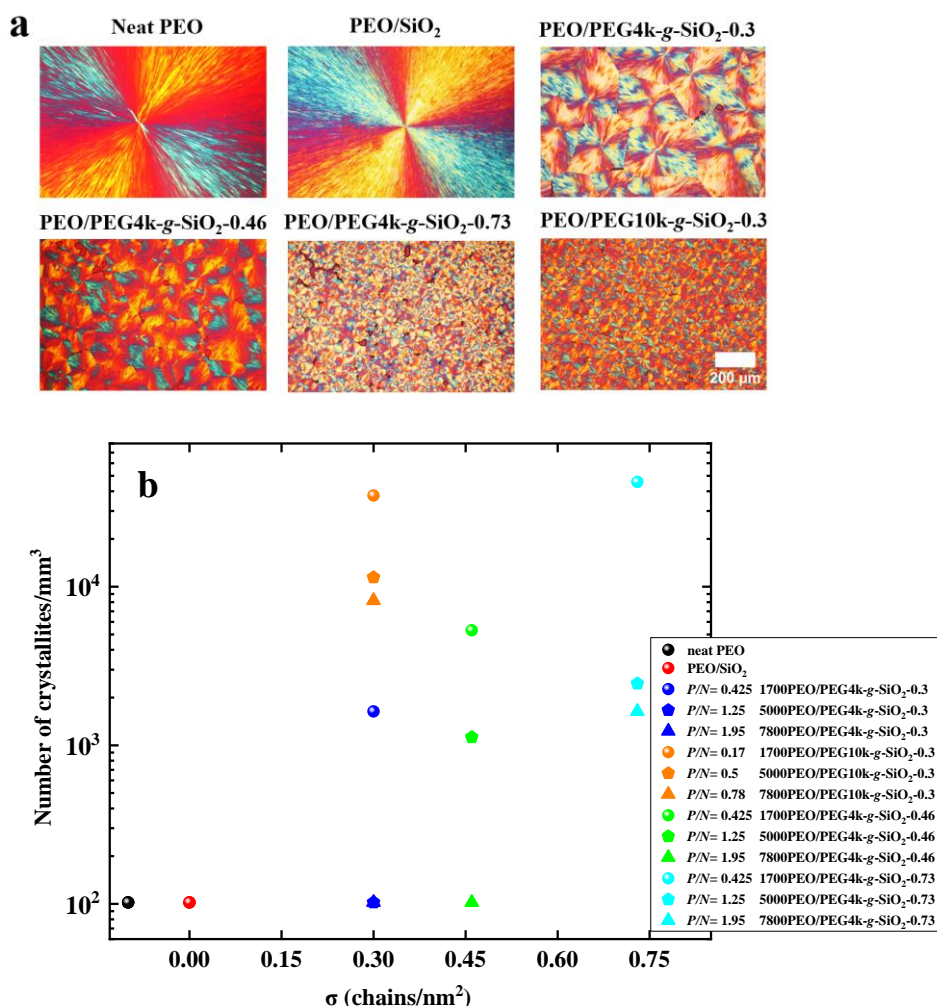 a
Neat PEO
PEO/SiO₂
PEO/PEG4k-g-SiO₂-0.3
PEO/PEG4k-g-SiO₂-0.46
PEO/PEG4k-g-SiO₂-0.73
PEO/PEG10k-g-SiO₂-0.3
200 μm
b
Number of crystallites/mm³
10⁴
10³
10²
0.00 0.15 0.30 0.45 0.60 0.75
σ (chains/nm²)
neat PEO
PEO/SiO₂
P/N= 0.425 1700PEO/PEG4k-g-SiO₂-0.3
P/N= 1.25 5000PEO/PEG4k-g-SiO₂-0.3
P/N= 1.95 7800PEO/PEG4k-g-SiO₂-0.3
P/N= 0.17 1700PEO/PEG10k-g-SiO₂-0.3
P/N= 0.5 5000PEO/PEG10k-g-SiO₂-0.3
P/N= 0.78 7800PEO/PEG10k-g-SiO₂-0.3
P/N= 0.425 1700PEO/PEG4k-g-SiO₂-0.46
P/N= 1.25 5000PEO/PEG4k-g-SiO₂-0.46
P/N= 1.95 7800PEO/PEG4k-g-SiO₂-0.46
P/N= 0.425 1700PEO/PEG4k-g-SiO₂-0.73
P/N= 1.25 5000PEO/PEG4k-g-SiO₂-0.73
P/N= 1.95 7800PEO/PEG4k-g-SiO₂-0.73